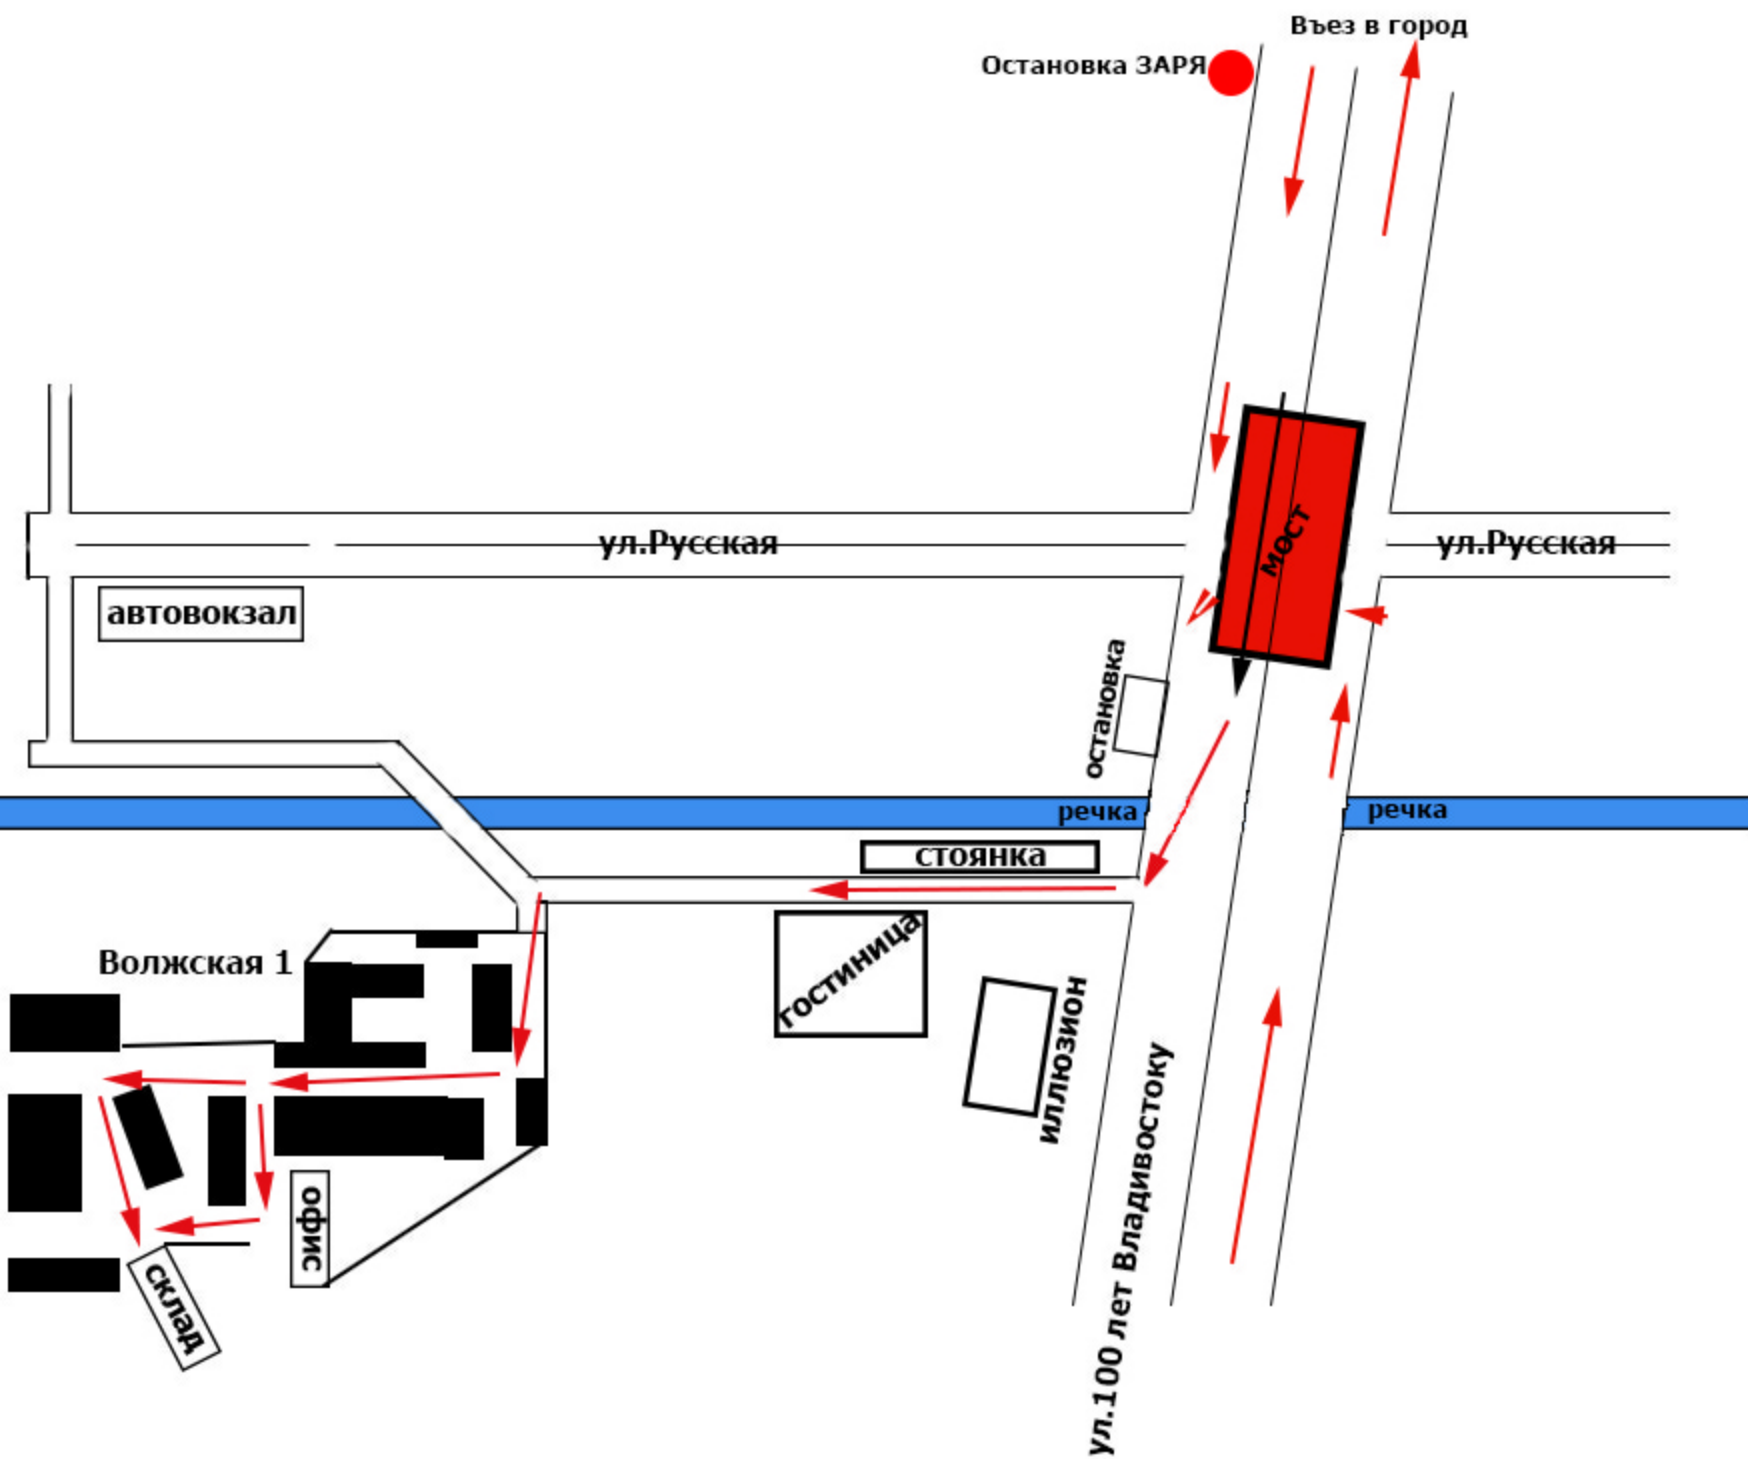 Въез в город
Остановка ЗАРЯ
мост
ул.Русская
ул.Русская
автовокзал
остановка
речка
речка
стоянка
гостиница
Волжская 1
иллюзион
ул.100 лет Владивостоку
офис
склад